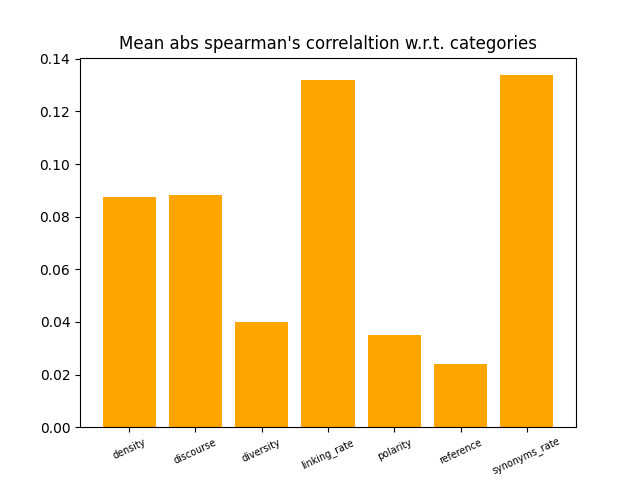 Mean abs spearman's correlaltion w.r.t. categories
0.14
0.12
0.10
0.08
0.06
0.04
0.02
0.00
density
discourse
diversity
linking_rate
polarity
reference
synonyms_rate